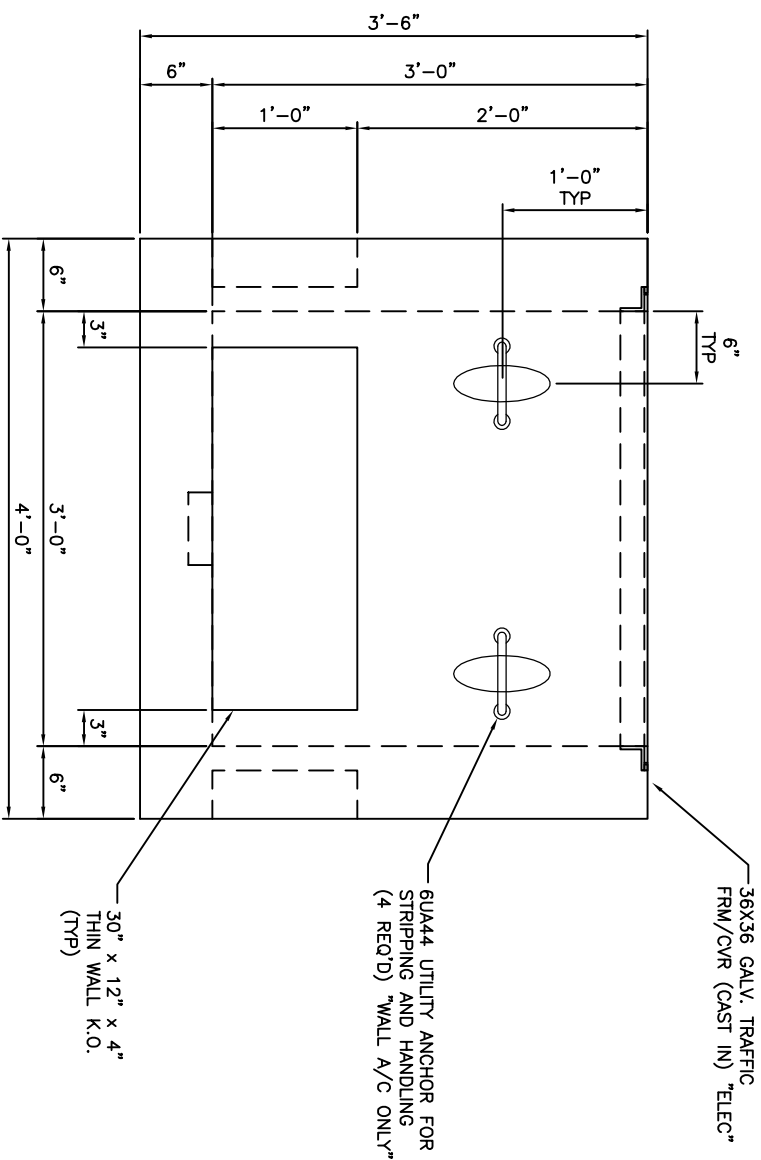 3'-6"
6"
3'-0"
1'-0"
2'-0"
1'-0"
TYP
6"
TYP
6"
3"
3'-0"
4'-0"
3"
6"
36X36 GALV. TRAFFIC
FRM/CVR (CAST IN) "ELEC"
6UA44 UTILITY ANCHOR FOR
STRIPPING AND HANDLING
(4 REQ'D) "WALL A/C ONLY"
30" x 12" x 4"
THIN WALL K.O.
(TYP)